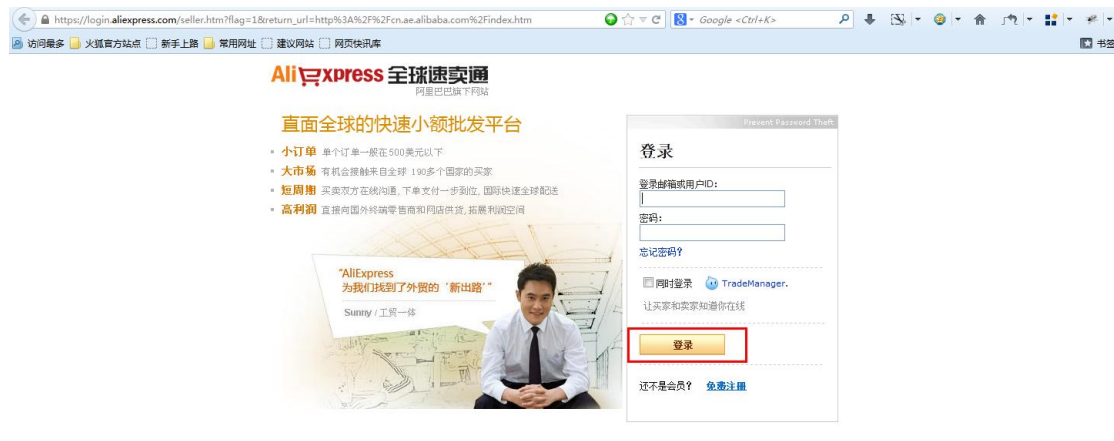 https://login.aliexpress.com/seller.htm?flag=1&return_url=http%3A%2F%2Fcn.ae.alibaba.com%2Findex.htm
Google <Ctrl+K>
访问最多 火狐官方站点 新手上路 常用网址 建议网站 网页快讯库
书签
AliExpress 全球速卖通
阿里巴巴旗下网站
直面全球的快速小额批发平台
小订单 单个订单一般在500美元以下
大市场 有机会接触来自全球 190多个国家的买家
短周期 买卖双方在线沟通,下单支付一步到位,国际快速全球配送
高利润 直接向国外终端零售商和网店供货,拓展利润空间
“AliExpress
为我们找到了外贸的‘新出路’”
Sunny / 工贸一体
Prevent Password Theft
登录
登录邮箱或用户ID:
密码:
忘记密码?
同时登录 TradeManager.
让买家和卖家知道你在线
登录
还不是会员? 免费注册